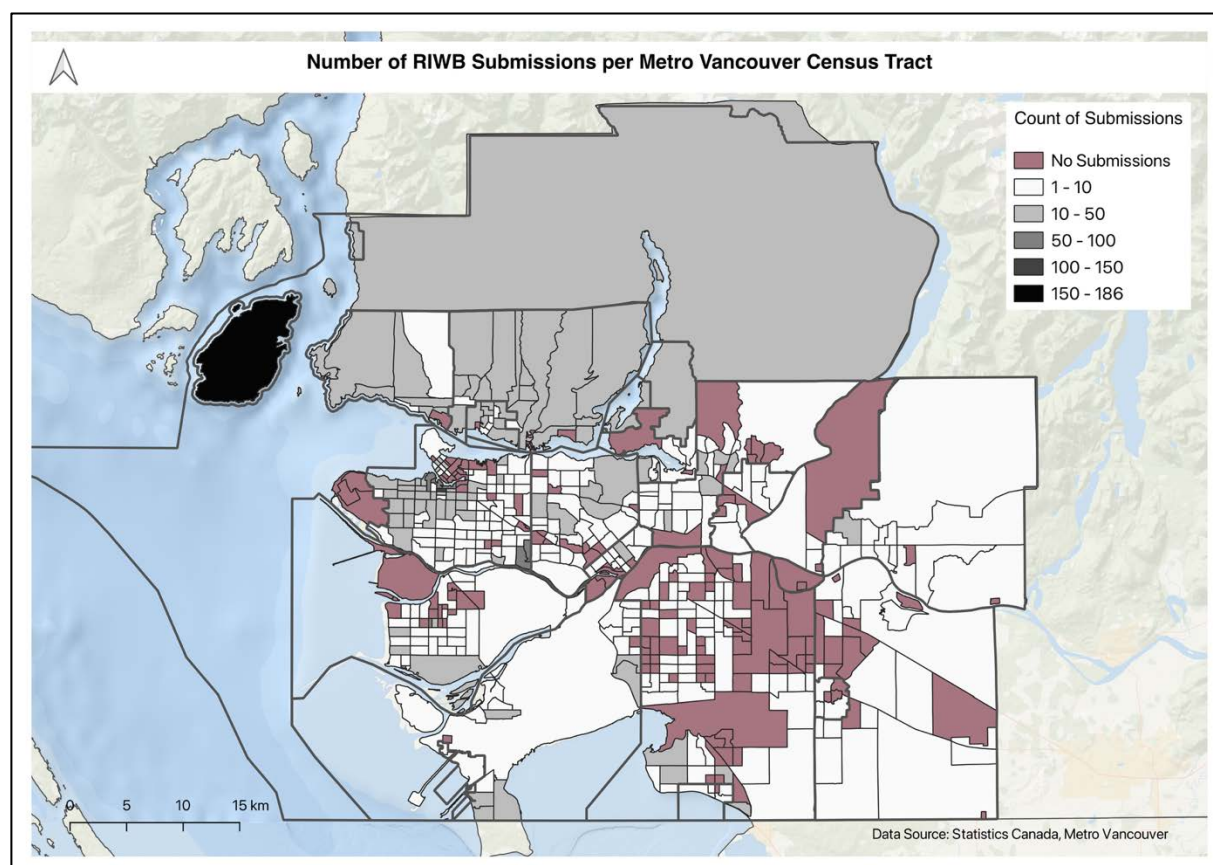 Number of RIWB Submissions per Metro Vancouver Census Tract
Count of Submissions
No Submissions
1 - 10
10 - 50
50 - 100
100 - 150
150 - 186
0 5 10 15 km
Data Source: Statistics Canada, Metro Vancouver